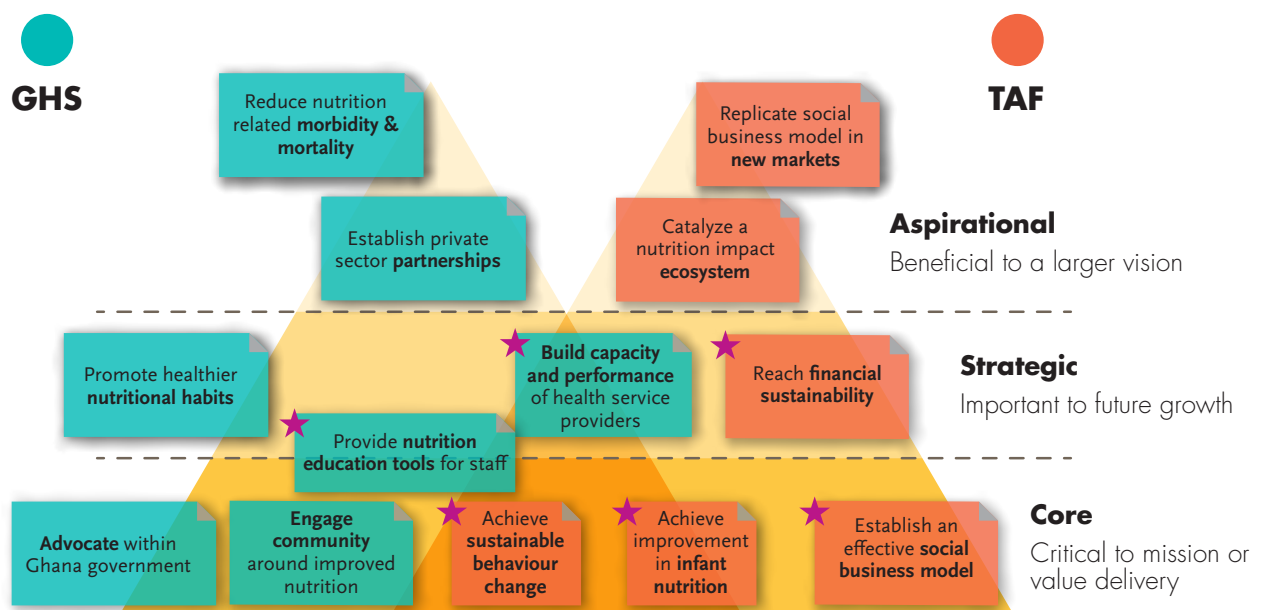 GHS
TAF
Reduce nutrition
related morbidity &
mortality
Replicate social
business model in
new markets
Establish private
sector partnerships
Catalyze a
nutrition impact
ecosystem
Aspirational
Beneficial to a larger vision
Promote healthier
nutritional habits
Provide nutrition
education tools for staff
Build capacity
and performance
of health service
providers
Reach financial
sustainability
Strategic
Important to future growth
Advocate within
Ghana government
Engage
community
around improved
nutrition
Achieve
sustainable
behaviour
change
Achieve
improvement
in infant
nutrition
Establish an
effective social
business model
Core
Critical to mission or
value delivery